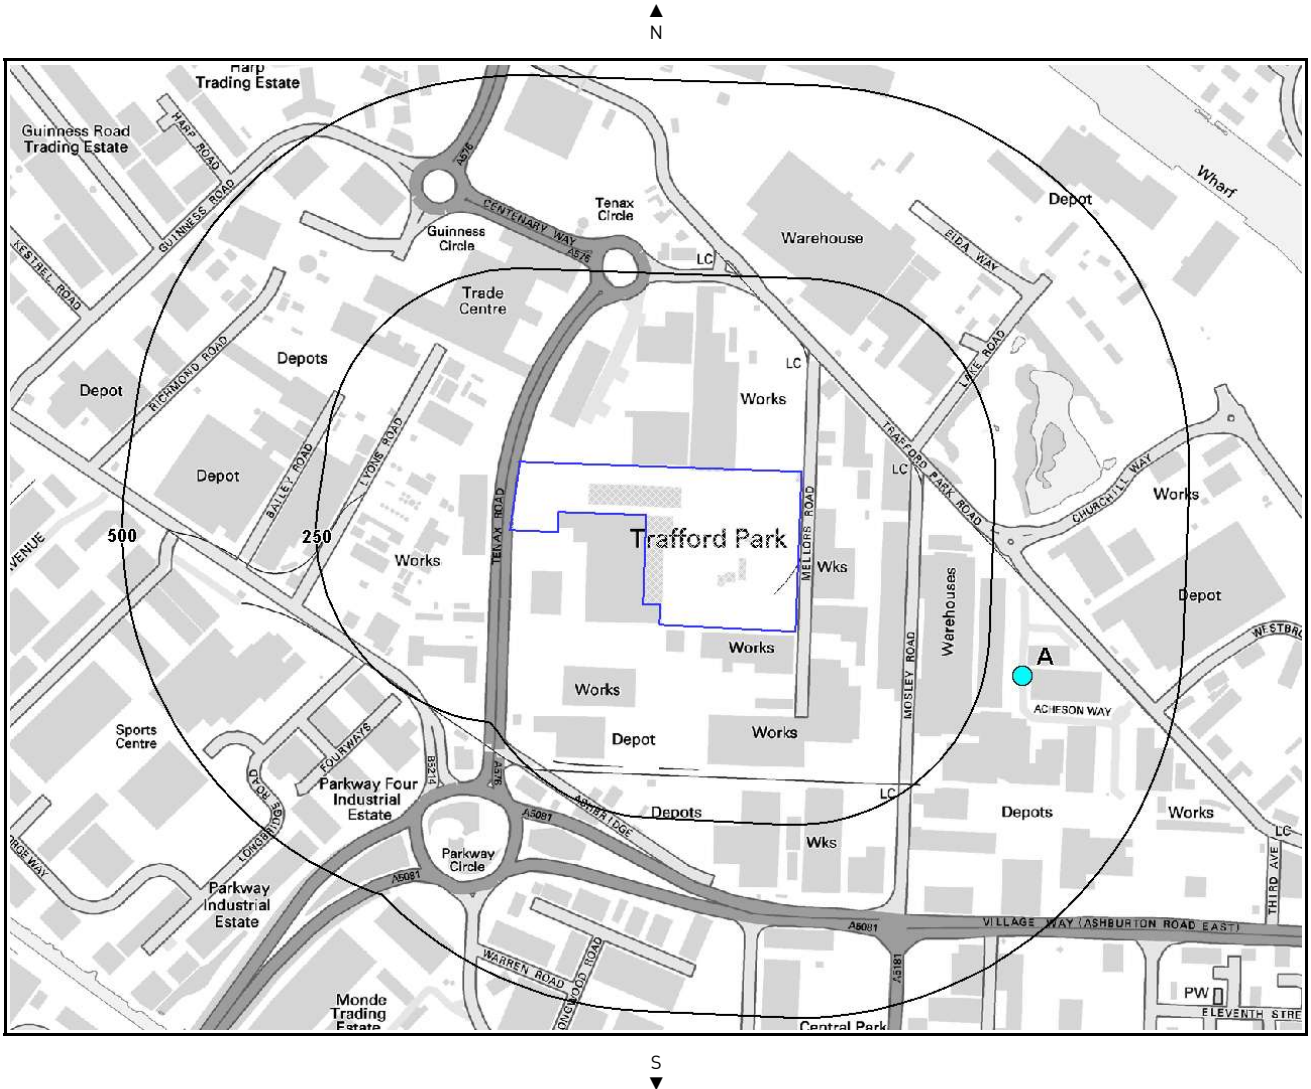 N
Harp
Trading Estate
Guinness Road
Trading Estate
HARP ROAD
GUINNESS ROAD
KESTREL ROAD
A576
CENTENARY WAY
A576
Guinness
Circle
Tenax
Circle
LC
Warehouse
Depot
Wharf
EIDA WAY
LAKE ROAD
Trade
Centre
Depots
RICHMOND ROAD
Depot
Depot
BAILEY ROAD
LYONS ROAD
LC
Works
TRAFFORD PARK ROAD
LC
CHURCHILL WAY
Works
500
250
AVENUE
Works
TENAX ROAD
Trafford Park
MELLORS ROAD
Wks
Warehouses
Depot
WESTBRO
Works
A
Works
MOSLEY ROAD
ACHESON WAY
Sports
Centre
FOURWAYS
LONGBRIDGE ROAD
B5214
A576
Depot
Works
LC
Parkway Four
Industrial
Estate
ASHBRIDGE
A5081
Depots
Wks
Depots
Works
LC
Parkway
Circle
A5081
Parkway
Industrial
Estate
THIRD AVE
A5081
VILLAGE WAY (ASHBURTON ROAD EAST)
WARREN ROAD
ONGWOOD ROAD
A5181
PW
ELEVENTH STRE
Monde
Trading
Estate
Central Park
S